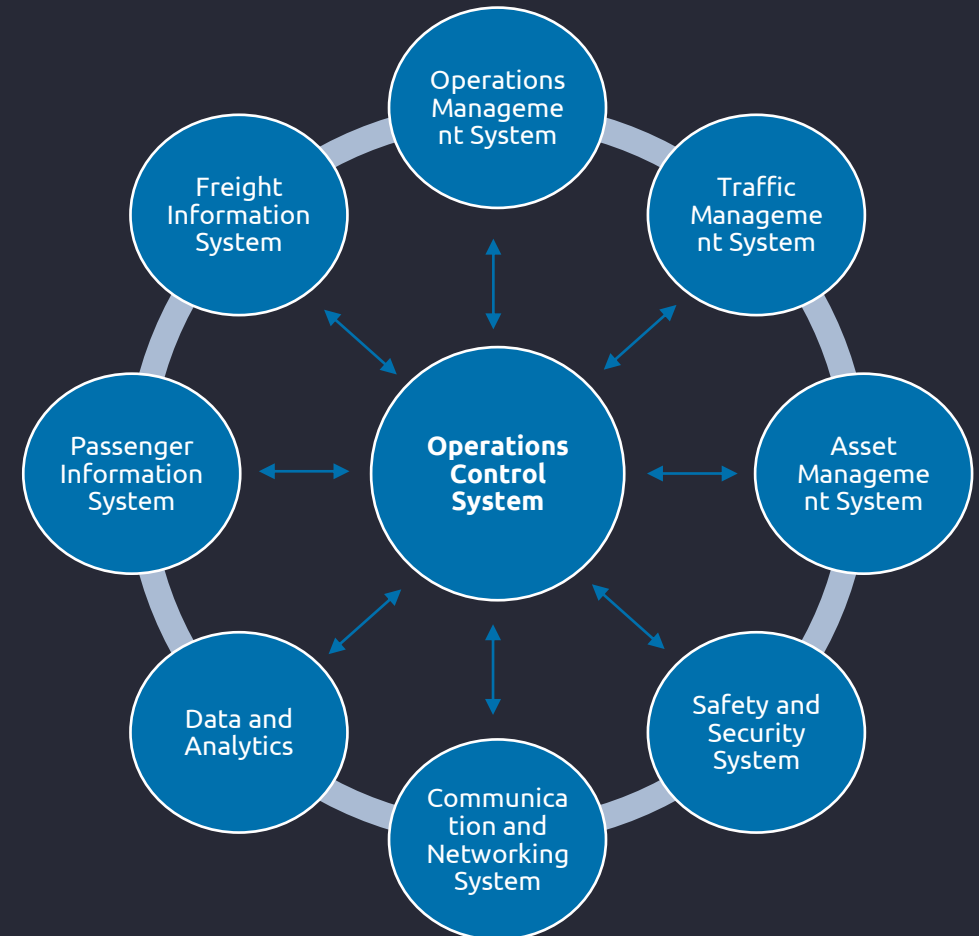 Operations
Manageme
nt System
Traffic
Manageme
nt System
Asset
Manageme
nt System
Safety and
Security
System
Communica
tion and
Networking
System
Data and
Analytics
Passenger
Information
System
Freight
Information
System
Operations
Control
System